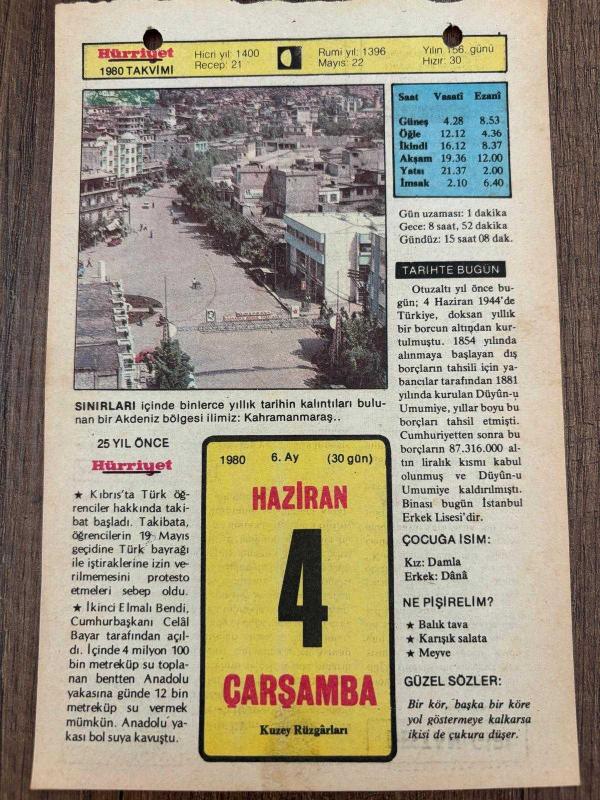 Hürriyet
1980 TAKVİMİ
Hicri yıl: 1400
Recep: 21
Rumi yıl: 1396
Mayıs: 22
Yılın 156. günü
Hızır: 30
Saat Vasatî Ezanî
Güneş 4.28 8.53
Öğle 12.12 4.36
İkindi 16.12 8.37
Akşam 19.36 12.00
Yatsı 21.37 2.00
İmsak 2.10 6.40
Gün uzaması: 1 dakika
Gece: 8 saat, 52 dakika
Gündüz: 15 saat 08 dak.
SINIRLARI içinde binlerce yıllık tarihin kalıntıları bulu-
nan bir Akdeniz bölgesi ilimiz: Kahramanmaraş..
TARİHTE BUGÜN
Otuzaltı yıl önce bu-
gün; 4 Haziran 1944'de
Türkiye, doksan yıllık
bir borcun altından kur-
tulmuştu. 1854 yılında
alınmaya başlayan dış
borçların tahsili için ya-
bancılar tarafından 1881
yılında kurulan Düyûn-u
Umumiye, yıllar boyu bu
borçları tahsil etmişti.
Cumhuriyetten sonra bu
borçların 87.316.000 al-
tın liralık kısmı kabul
olunmuş ve Düyûn-u
Umumiye kaldırılmıştı.
Binası bugün İstanbul
Erkek Lisesi'dir.
ÇOCUĞA İSİM:
Kız: Damla
Erkek: Dânâ
NE PİŞİRELİM?
★ Balık tava
★ Karışık salata
★ Meyve
GÜZEL SÖZLER:
Bir kör, başka bir köre
yol göstermeye kalkarsa
ikisi de çukura düşer.
25 YIL ÖNCE
Hürriyet
★ Kıbrıs'ta Türk öğ-
renciler hakkında taki-
bat başladı. Takibata,
öğrencilerin 19 Mayıs
geçidine Türk bayrağı
ile iştiraklerine izin ve-
rilmemesini protesto
etmeleri sebep oldu.
★ İkinci Elmalı Bendi,
Cumhurbaşkanı Celâl
Bayar tarafından açıl-
dı. İçinde 4 milyon 100
bin metreküp su topla-
nan bentten Anadolu
yakasına günde 12 bin
metreküp su vermek
mümkün. Anadolu ya-
kası bol suya kavuştu.
1980 6. Ay (30 gün)
HAZİRAN
4
ÇARŞAMBA
Kuzey Rüzgârları